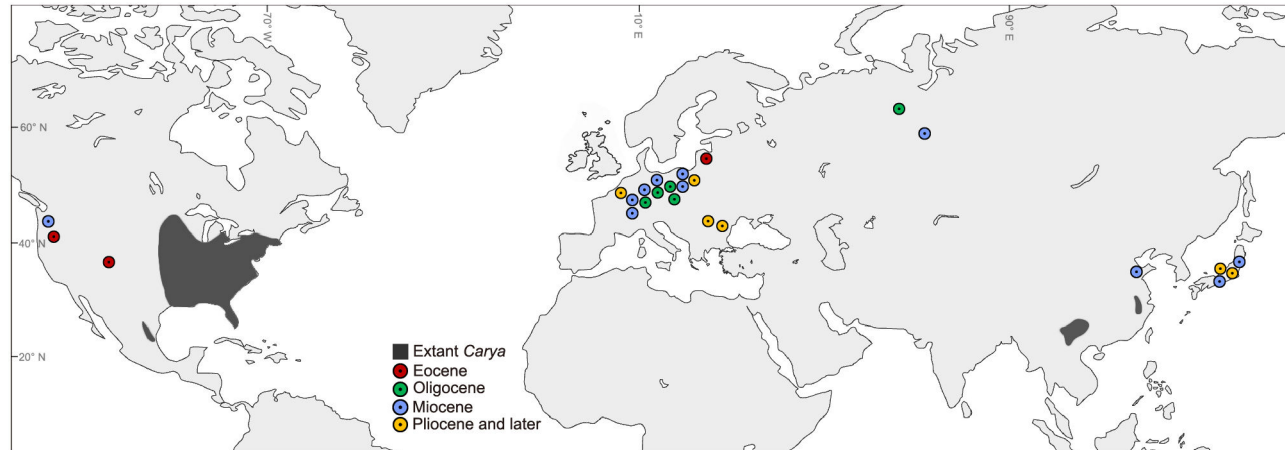 70° W
10° E
90° E
60° N
40° N
20° N
Extant Carya
Eocene
Oligocene
Miocene
Pliocene and later